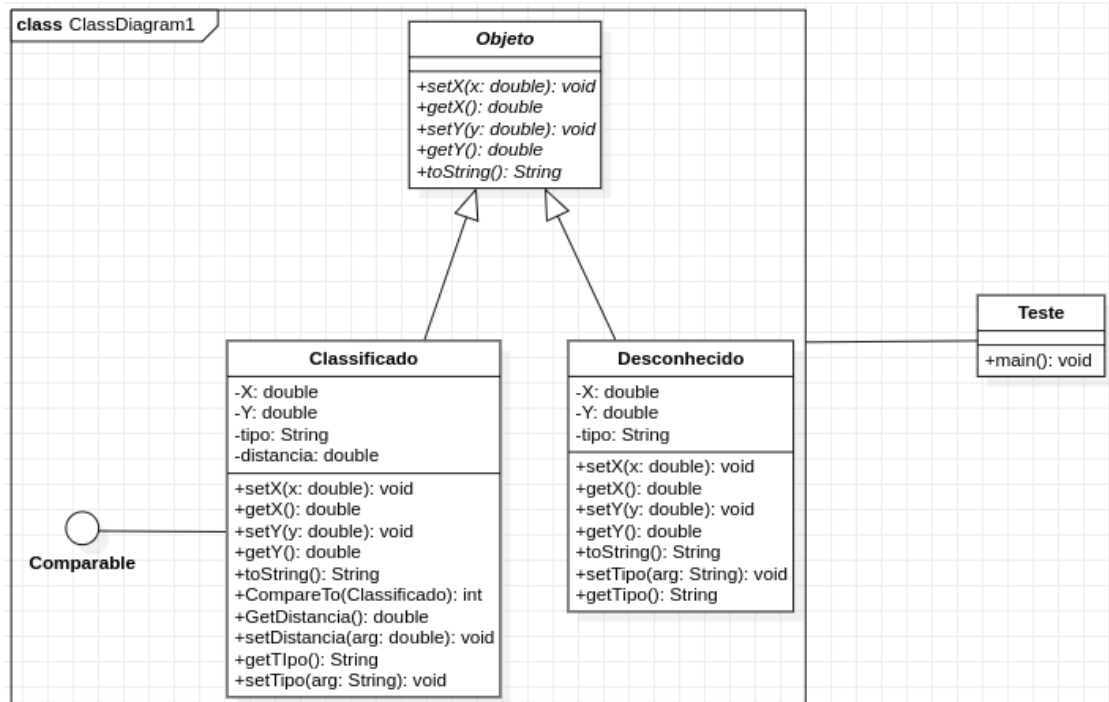 class ClassDiagram1
Objeto
+setX(x: double): void
+getX(): double
+setY(y: double): void
+getY(): double
+toString(): String
Classificado
-X: double
-Y: double
-tipo: String
-distancia: double
+setX(x: double): void
+getX(): double
+setY(y: double): void
+getY(): double
+toString(): String
+CompareTo(Classificado): int
+GetDistancia(): double
+setDistancia(arg: double): void
+getTIpo(): String
+setTipo(arg: String): void
Desconhecido
-X: double
-Y: double
-tipo: String
+setX(x: double): void
+getX(): double
+setY(y: double): void
+getY(): double
+toString(): String
+setTipo(arg: String): void
+getTipo(): String
Teste
+main(): void
Comparable